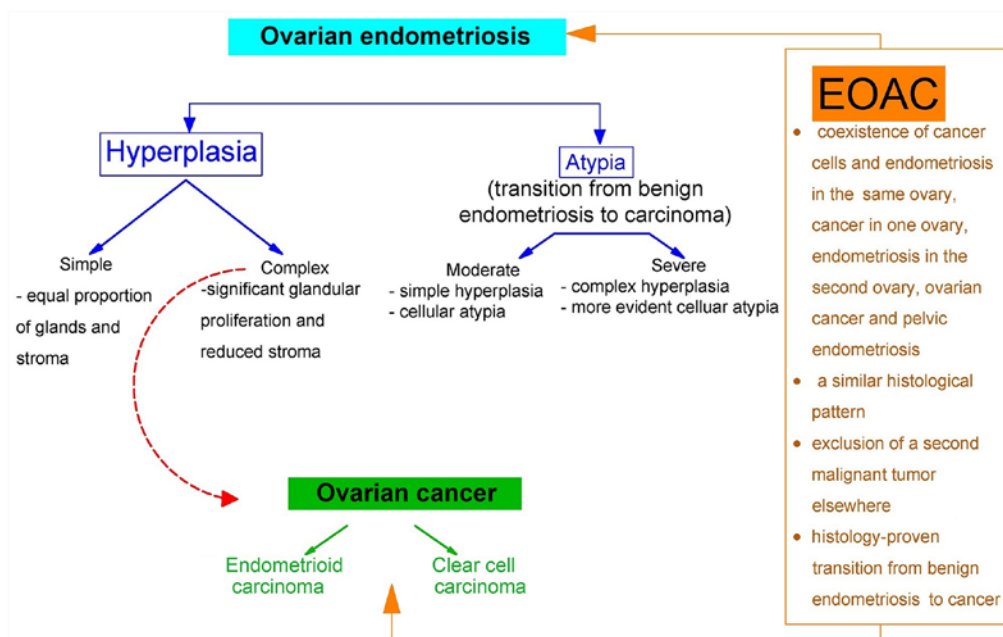 Ovarian endometriosis
Hyperplasia
Atypia
(transition from benign
endometriosis to carcinoma)
Simple
- equal proportion
of glands and
stroma
Complex
-significant glandular
proliferation and
reduced stroma
Moderate
- simple hyperplasia
- cellular atypia
Severe
- complex hyperplasia
- more evident celluar atypia
Ovarian cancer
Endometrioid
carcinoma
Clear cell
carcinoma
EOAC
• coexistence of cancer
cells and endometriosis
in the same ovary,
cancer in one ovary,
endometriosis in the
second ovary, ovarian
cancer and pelvic
endometriosis
• a similar histological
pattern
• exclusion of a second
malignant tumor
elsewhere
• histology-proven
transition from benign
endometriosis to cancer